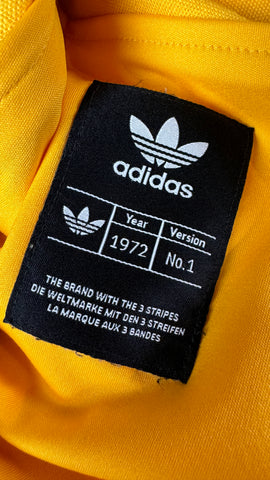 adidas
Year Version
1972 No.1
THE BRAND WITH THE 3 STRIPES
DIE WELTMARKE MIT DEN 3 STREIFEN
LA MARQUE AUX 3 BANDES